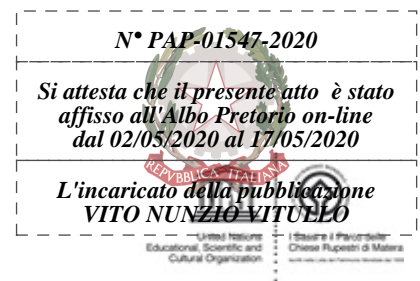 N° PAP-01547-2020
Si attesta che il presente atto è stato
affisso all'Albo Pretorio on-line
dal 02/05/2020 al 17/05/2020
REPVBBLICA ITALIANA
L'incaricato della pubblicazione
VITO NUNZIO VITULLO
United Nations
Educational, Scientific and
Cultural Organization
I Sassi e il Parco delle
Chiese Rupestri di Matera